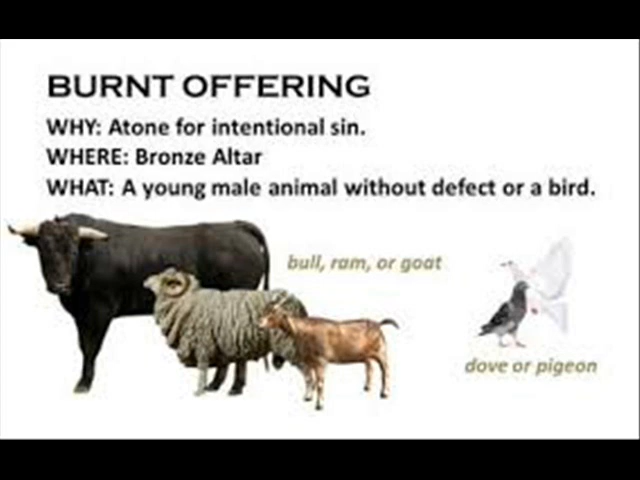 BURNT OFFERING
WHY: Atone for intentional sin.
WHERE: Bronze Altar
WHAT: A young male animal without defect or a bird.
bull, ram, or goat
dove or pigeon